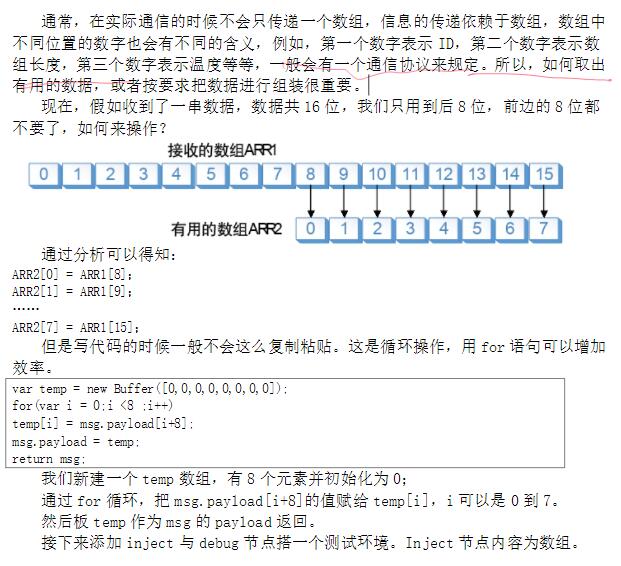 通常，在实际通信的时候不会只传递一个数组，信息的传递依赖于数组，数组中
不同位置的数字也会有不同的含义，例如，第一个数字表示 ID，第二个数字表示数
组长度，第三个数字表示温度等等，一般会有一个通信协议来规定。所以，如何取出
有用的数据，或者按要求把数据进行组装很重要。
现在，假如收到了一串数据，数据共 16 位，我们只用到后 8 位，前边的 8 位都
不要了，如何来操作？
接收的数组ARR1
0 1 2 3 4 5 6 7 8 9 10 11 12 13 14 15
有用的数组ARR2 0 1 2 3 4 5 6 7
通过分析可以得知：
ARR2[0] = ARR1[8];
ARR2[1] = ARR1[9];
……
ARR2[7] = ARR1[15];
但是写代码的时候一般不会这么复制粘贴。这是循环操作，用 for 语句可以增加
效率。
var temp = new Buffer([0,0,0,0,0,0,0,0]);
for(var i = 0;i <8 ;i++)
temp[i] = msg.payload[i+8];
msg.payload = temp;
return msg;
我们新建一个 temp 数组，有 8 个元素并初始化为 0；
通过 for 循环，把 msg.payload[i+8]的值赋给 temp[i]，i 可以是 0 到 7。
然后板 temp 作为 msg 的 payload 返回。
接下来添加 inject 与 debug 节点搭一个测试环境。Inject 节点内容为数组。